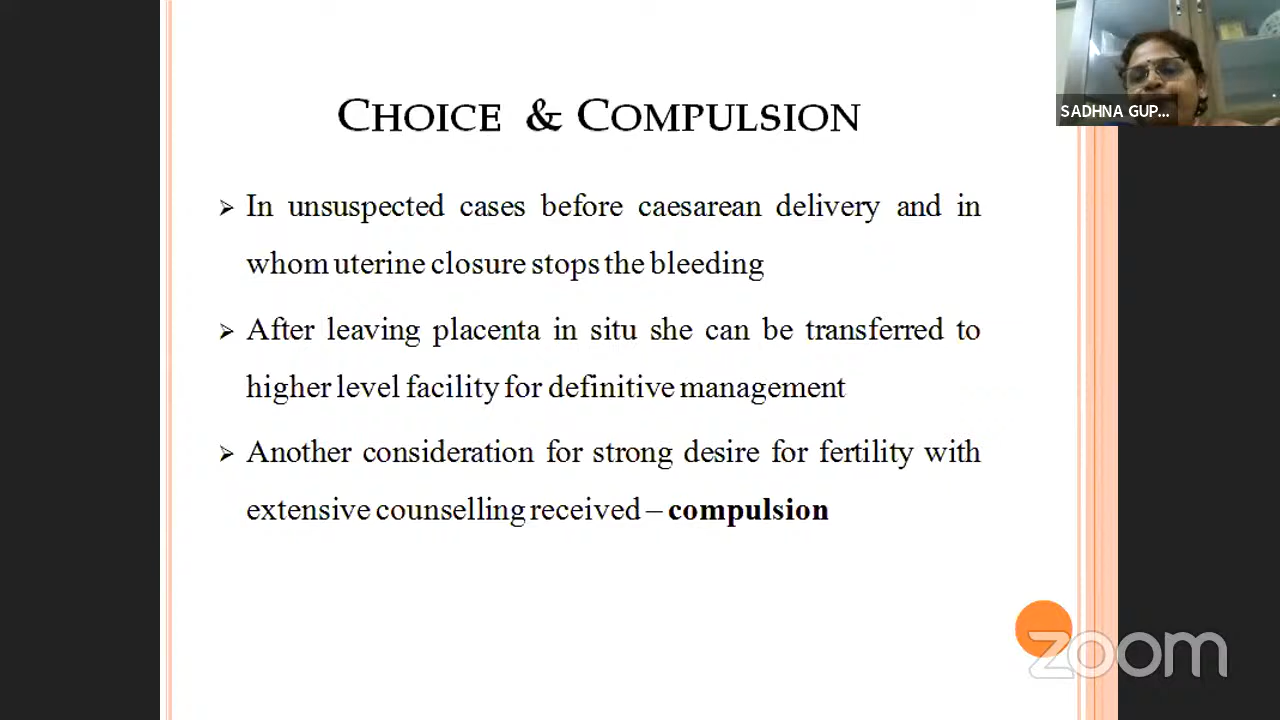 CHOICE & COMPULSION
SADHNA GUP...
➢ In unsuspected cases before caesarean delivery and in
whom uterine closure stops the bleeding
➢ After leaving placenta in situ she can be transferred to
higher level facility for definitive management
➢ Another consideration for strong desire for fertility with
extensive counselling received – compulsion
zoom